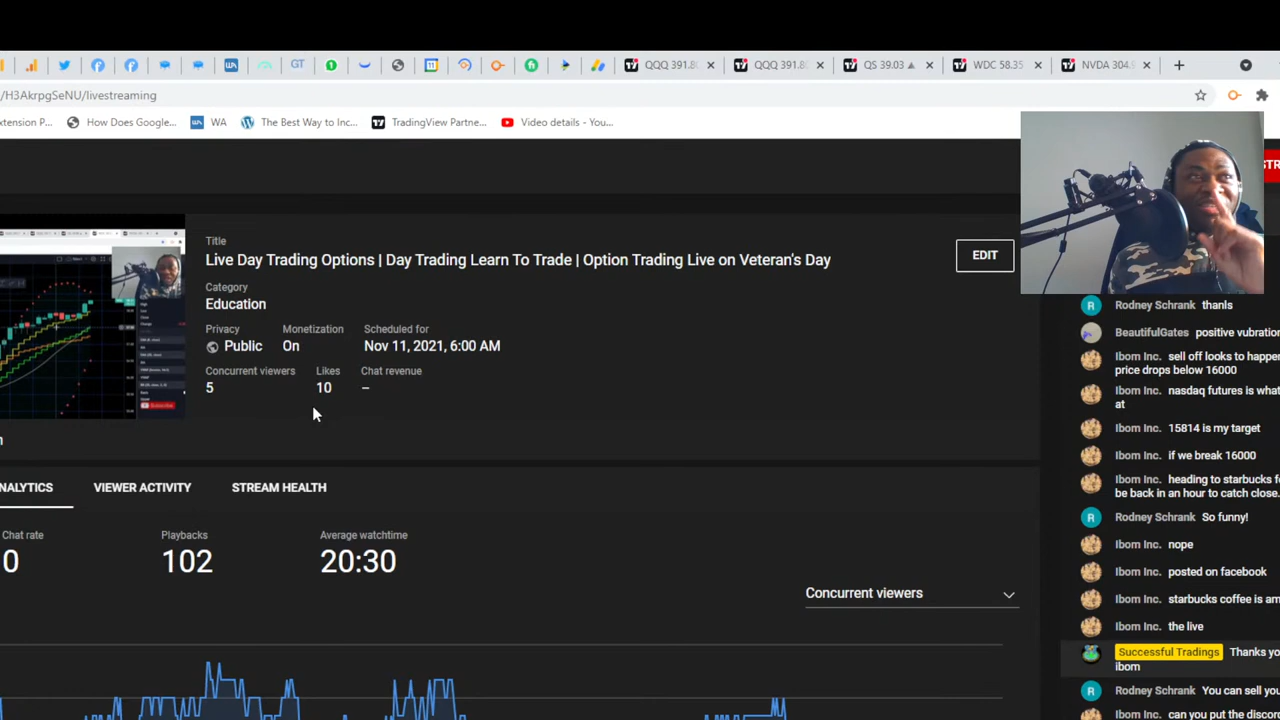 QQQ 391.80
QQQ 391.80
QS 39.03
WDC 58.35
NVDA 304.
/H3AkrpgSeNU/livestreaming
xtension P...
How Does Google...
WA
The Best Way to Inc...
TradingView Partne...
Video details - You...
Title
Live Day Trading Options | Day Trading Learn To Trade | Option Trading Live on Veteran's Day
EDIT
Category
Education
Privacy Monetization Scheduled for
Public On Nov 11, 2021, 6:00 AM
Concurrent viewers Likes Chat revenue
5 10 –
NALYTICS VIEWER ACTIVITY STREAM HEALTH
Chat rate Playbacks Average watchtime
0 102 20:30
Concurrent viewers
Rodney Schrank thanls
BeautifulGates positive vubration
Ibom Inc. sell off looks to happen
price drops below 16000
Ibom Inc. nasdaq futures is what
at
Ibom Inc. 15814 is my target
Ibom Inc. if we break 16000
Ibom Inc. heading to starbucks fo
be back in an hour to catch close.
Rodney Schrank So funny!
Ibom Inc. nope
Ibom Inc. posted on facebook
Ibom Inc. starbucks coffee is am
Ibom Inc. the live
Successful Tradings Thanks yo
ibom
Rodney Schrank You can sell you
Ibom Inc. can you put the discor